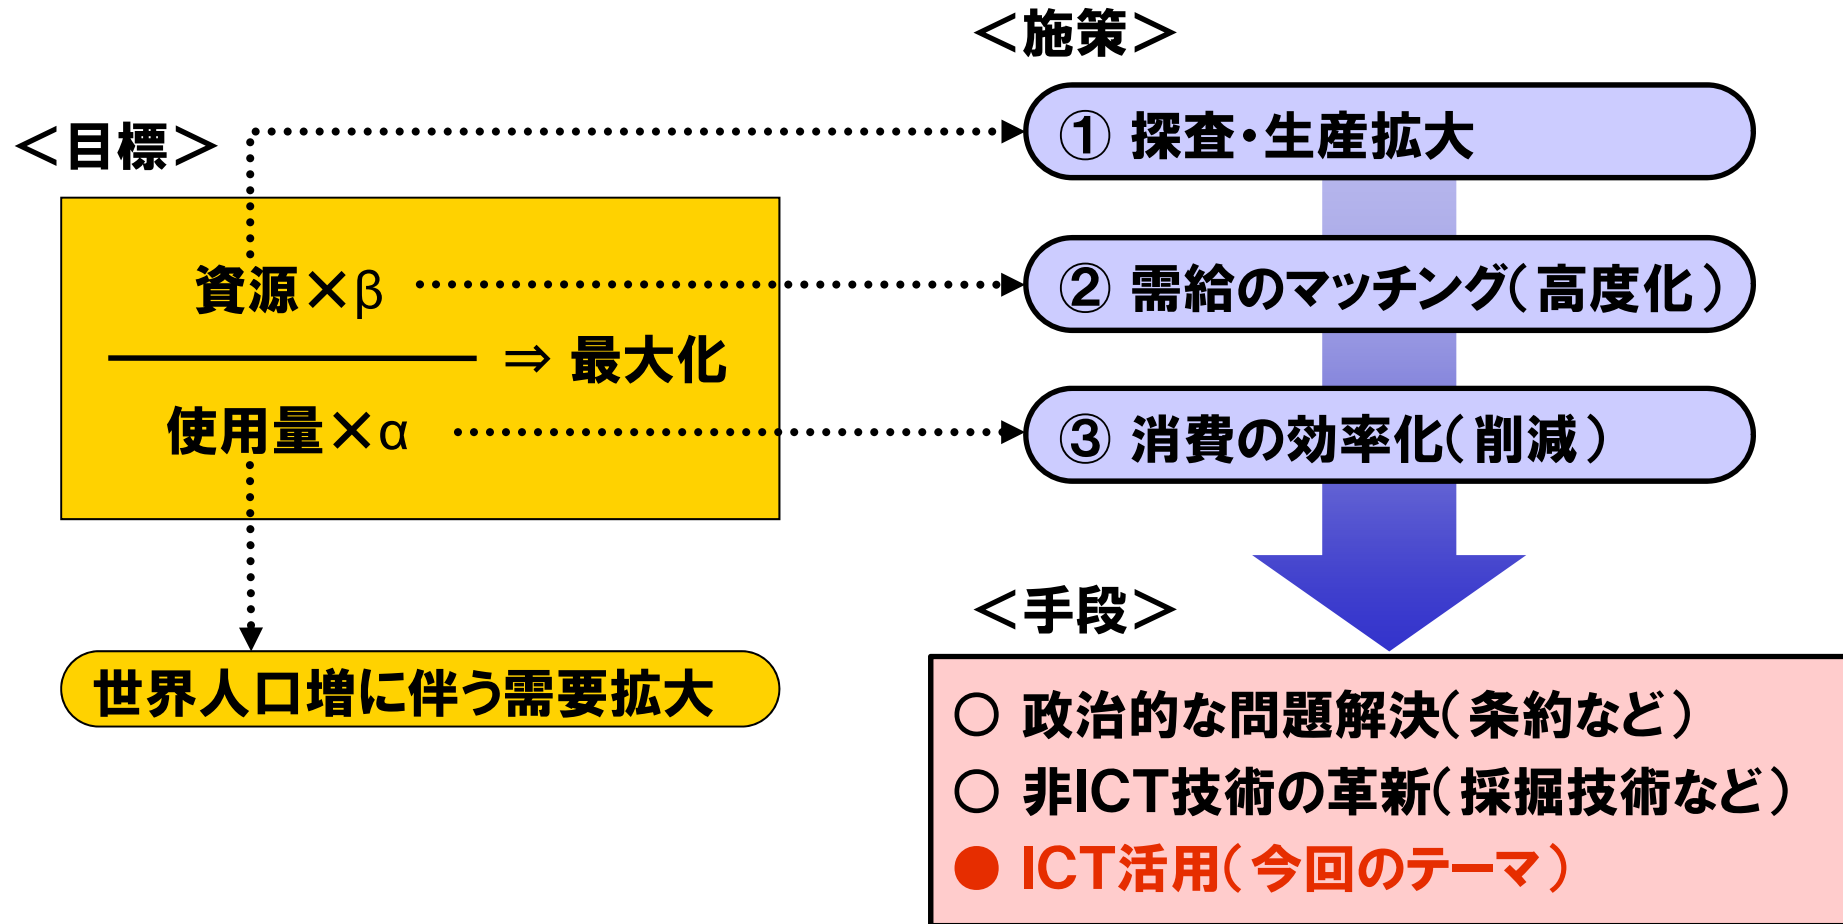 <目標>
資源×β
⇒ 最大化
使用量×α
世界人口増に伴う需要拡大
<施策>
① 探査・生産拡大
② 需給のマッチング(高度化)
③ 消費の効率化(削減)
<手段>
○ 政治的な問題解決(条約など)
○ 非ICT技術の革新(採掘技術など)
● ICT活用(今回のテーマ)